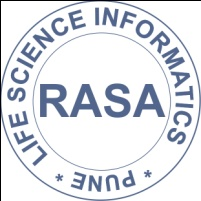 LIFE SCIENCE INFORMATICS
RASA
* PUNE *